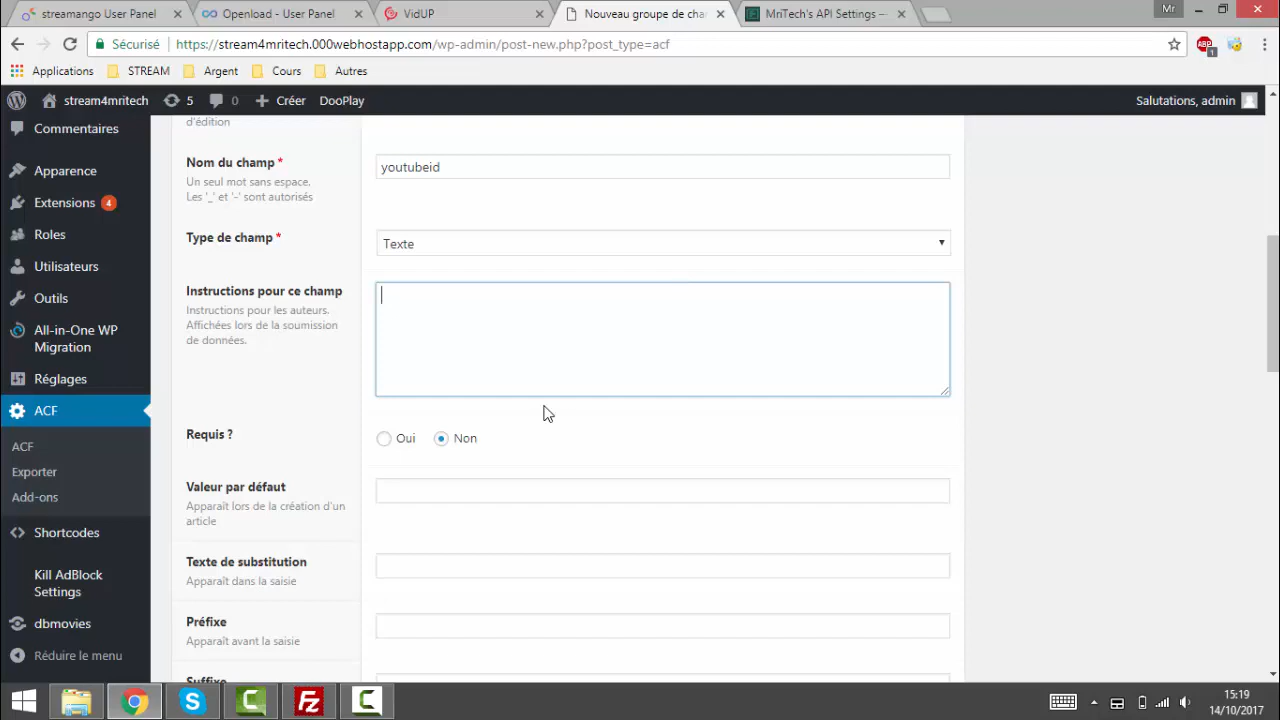 streamango User Panel
Openload - User Panel
VidUP
Nouveau groupe de cha
MriTech's API Settings —
Mr
Sécurisé
https://stream4mritech.000webhostapp.com/wp-admin/post-new.php?post_type=acf
ABP
1
Applications
STREAM
Argent
Cours
Autres
stream4mritech
5
0
Créer
DooPlay
Salutations, admin
Commentaires
Apparence
Extensions 4
Roles
Utilisateurs
Outils
All-in-One WP
Migration
Réglages
ACF
ACF
Exporter
Add-ons
Shortcodes
Kill AdBlock
Settings
dbmovies
Réduire le menu
d'édition
Nom du champ *
Un seul mot sans espace.
Les '_' et '-' sont autorisés
youtubeid
Type de champ *
Texte
Instructions pour ce champ
Instructions pour les auteurs.
Affichées lors de la soumission
de données.
Requis ?
Oui
Non
Valeur par défaut
Apparaît lors de la création d'un
article
Texte de substitution
Apparaît dans la saisie
Préfixe
Apparaît avant la saisie
Suffixe
15:19
14/10/2017